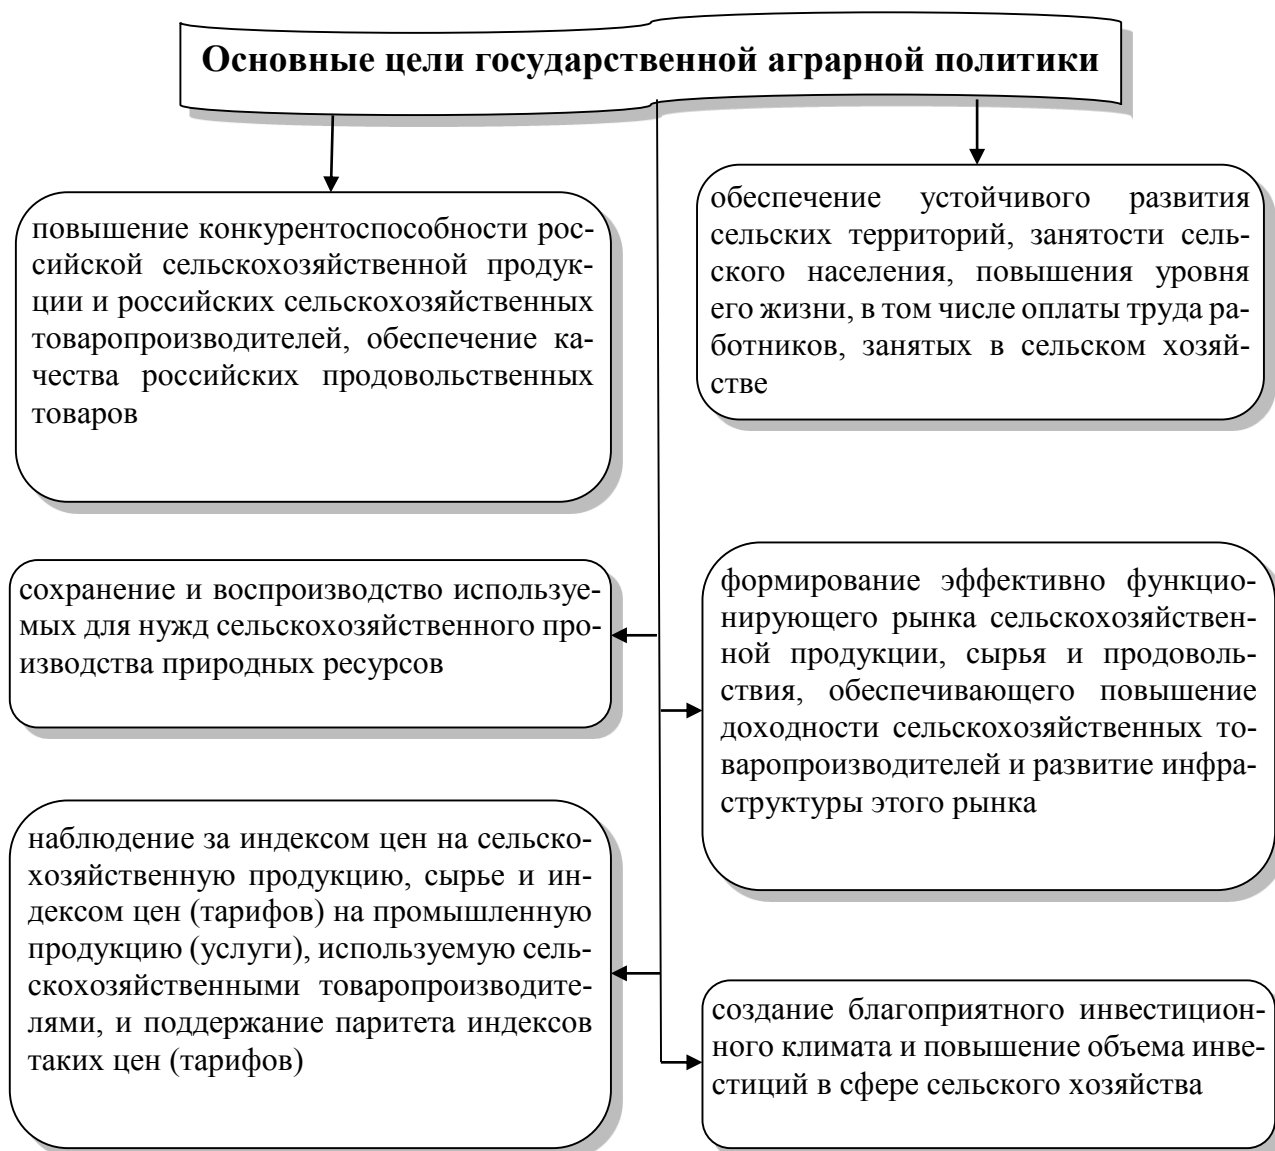 Основные цели государственной аграрной политики
повышение конкурентоспособности рос-
сийской сельскохозяйственной продук-
ции и российских сельскохозяйственных
товаропроизводителей, обеспечение ка-
чества российских продовольственных
товаров
обеспечение устойчивого развития
сельских территорий, занятости сель-
ского населения, повышения уровня
его жизни, в том числе оплаты труда ра-
ботников, занятых в сельском хозяй-
стве
сохранение и воспроизводство используе-
мых для нужд сельскохозяйственного про-
изводства природных ресурсов
формирование эффективно функцио-
нирующего рынка сельскохозяйствен-
ной продукции, сырья и продоволь-
ствия, обеспечивающего повышение
доходности сельскохозяйственных то-
варопроизводителей и развитие инфра-
структуры этого рынка
наблюдение за индексом цен на сельско-
хозяйственную продукцию, сырье и ин-
дексом цен (тарифов) на промышленную
продукцию (услуги), используемую сель-
скохозяйственными товаропроизводите-
лями, и поддержание паритета индексов
таких цен (тарифов)
создание благоприятного инвестицион-
ного климата и повышение объема инве-
стиций в сфере сельского хозяйства